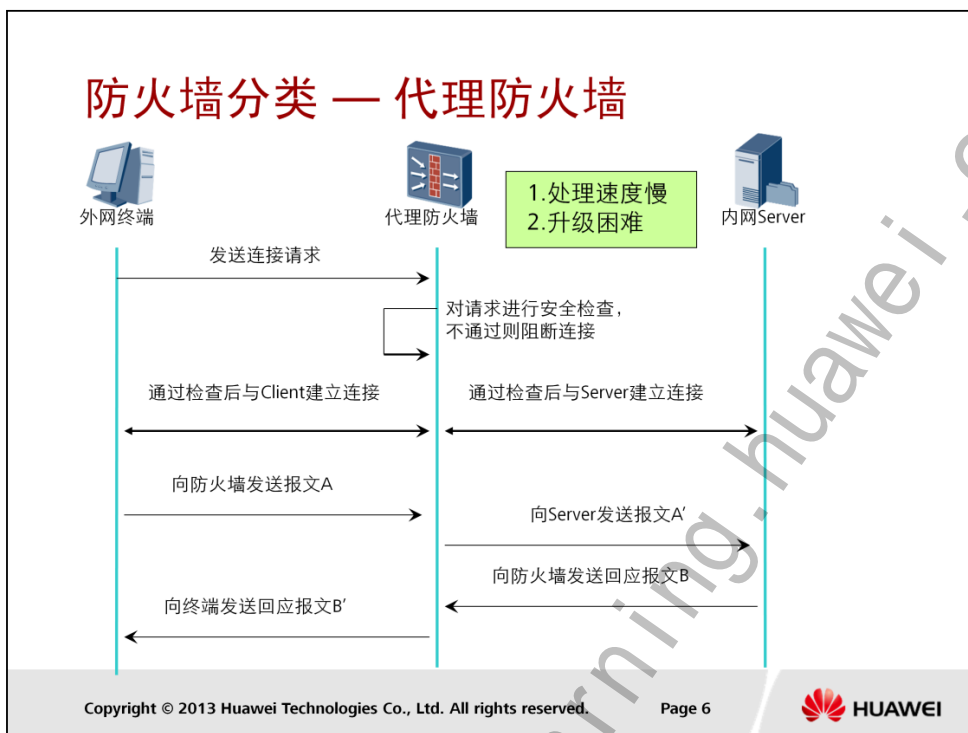 防火墙分类 — 代理防火墙
外网终端
代理防火墙
1.处理速度慢
2.升级困难
内网Server
发送连接请求
对请求进行安全检查，
不通过则阻断连接
通过检查后与Client建立连接
通过检查后与Server建立连接
向防火墙发送报文A
向Server发送报文A'
向防火墙发送回应报文B
向终端发送回应报文B'
Copyright © 2013 Huawei Technologies Co., Ltd. All rights reserved.
Page 6
HUAWEI
rning.huawei.